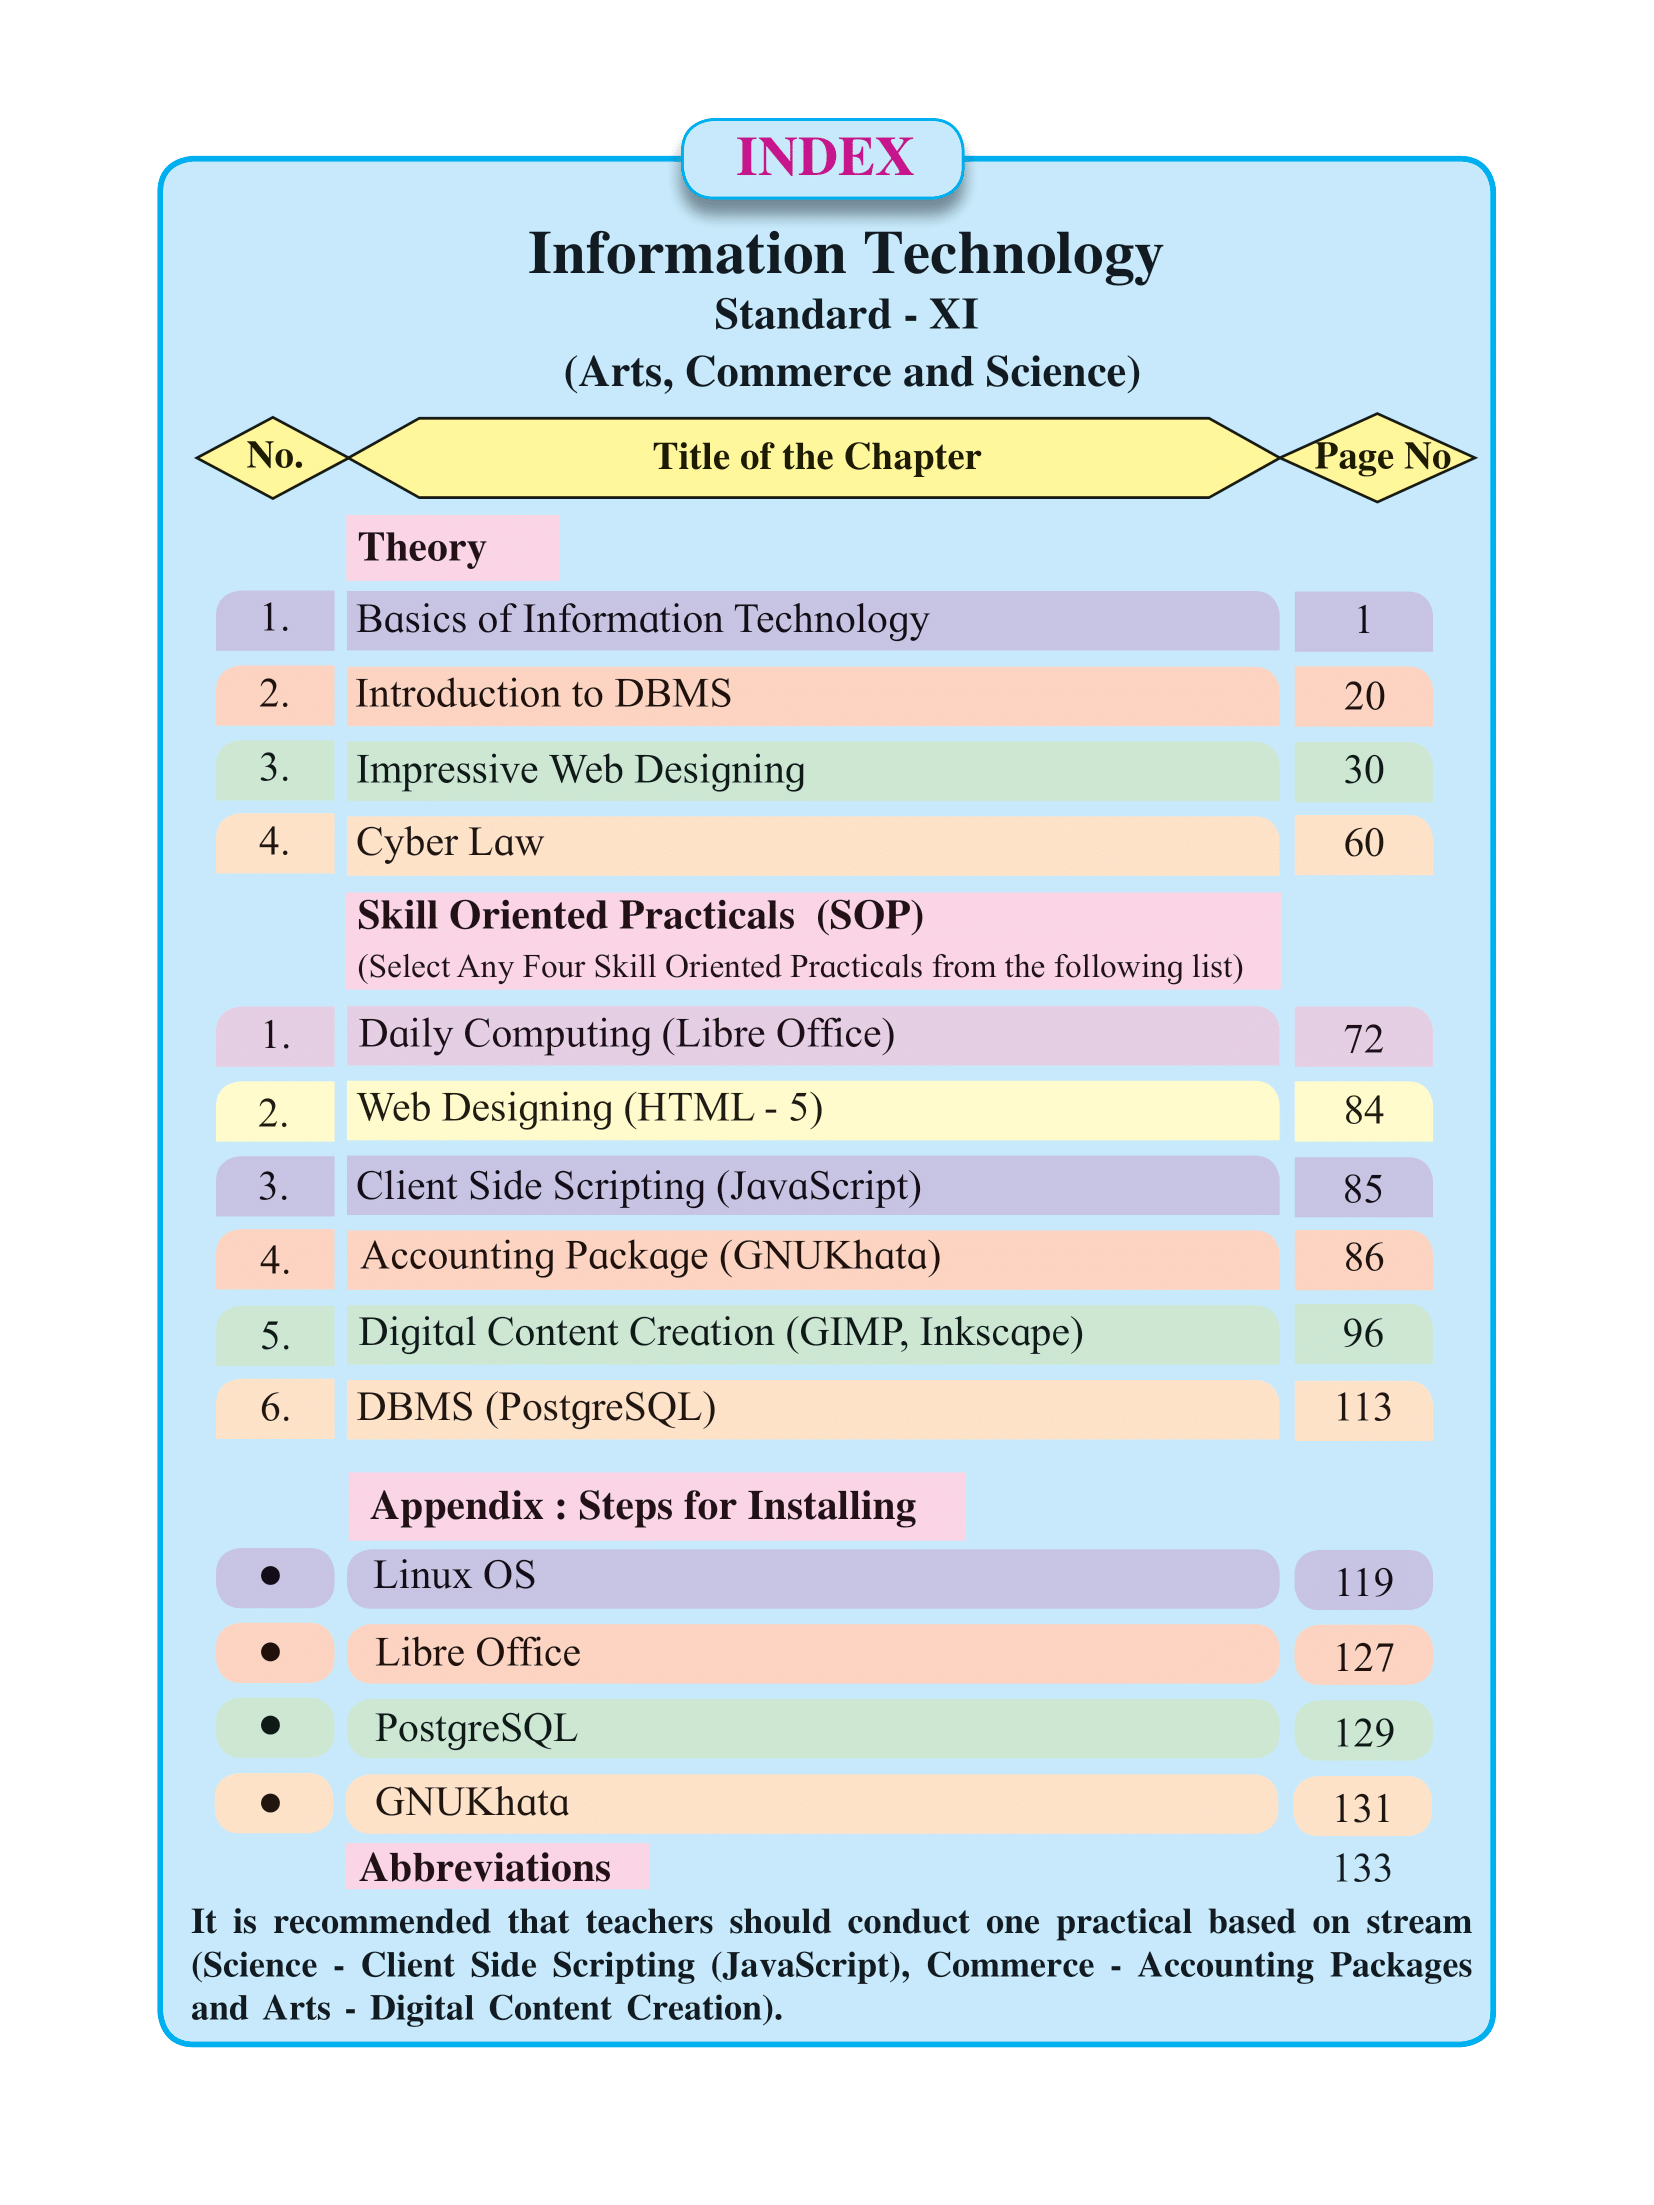 INDEX
Information Technology
Standard - XI
(Arts, Commerce and Science)
No. Title of the Chapter Page No
Theory
1. Basics of Information Technology 1
2. Introduction to DBMS 20
3. Impressive Web Designing 30
4. Cyber Law 60
Skill Oriented Practicals (SOP)
(Select Any Four Skill Oriented Practicals from the following list)
1. Daily Computing (Libre Office) 72
2. Web Designing (HTML - 5) 84
3. Client Side Scripting (JavaScript) 85
4. Accounting Package (GNUKhata) 86
5. Digital Content Creation (GIMP, Inkscape) 96
6. DBMS (PostgreSQL) 113
Appendix : Steps for Installing
• Linux OS 119
• Libre Office 127
• PostgreSQL 129
• GNUKhata 131
Abbreviations 133
It is recommended that teachers should conduct one practical based on stream
(Science - Client Side Scripting (JavaScript), Commerce - Accounting Packages
and Arts - Digital Content Creation).